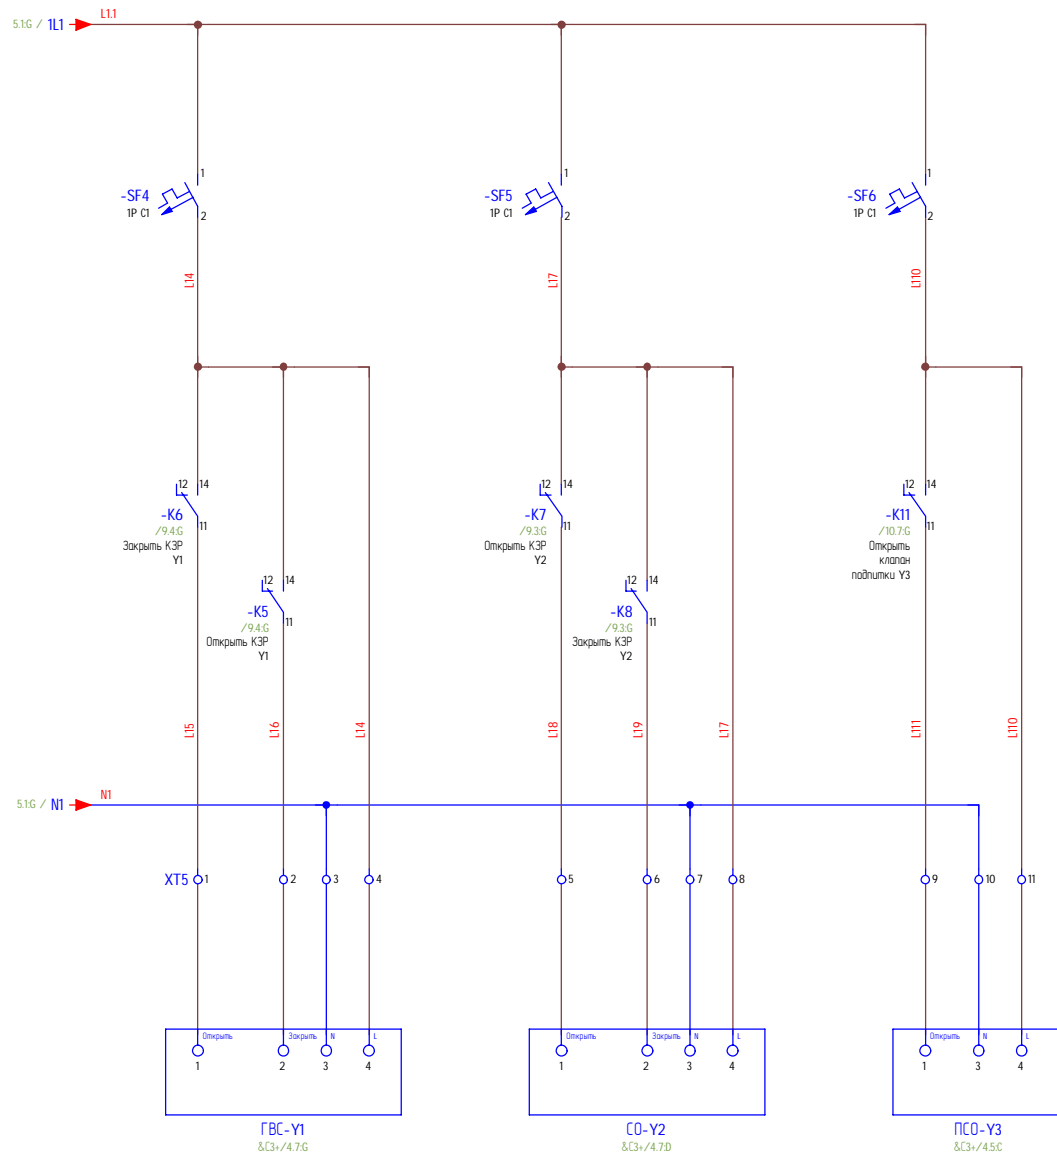 5.1:G / 1L1 L1.1
1 1 1
-SF4 -SF5 -SF6
1P C1 1P C1 1P C1
2 2 2
L14 L17 L110
12 14 12 14 12 14
-K6 -K7 -K11
/9.4:G 11 /9.3:G 11 /10.7:G 11
Закрыть КЗР Открыть КЗР Открыть
Y1 Y2 клапан
подпитки Y3
12 14 12 14
-K5 -K8
11 11
/9.4:G /9.3:G
Открыть КЗР Закрыть КЗР
Y1 Y2
L15 L16 L14 L18 L19 L17 L111 L110
5.1:G / N1 N1
XT5 1 2 3 4 5 6 7 8 9 10 11
Открыть Закрыть N L Открыть Закрыть N L Открыть N L
1 2 3 4 1 2 3 4 1 3 4
ГВС-Y1 СО-Y2 ПСО-Y3
&C3+/4.7:G &C3+/4.7:D &C3+/4.5:C